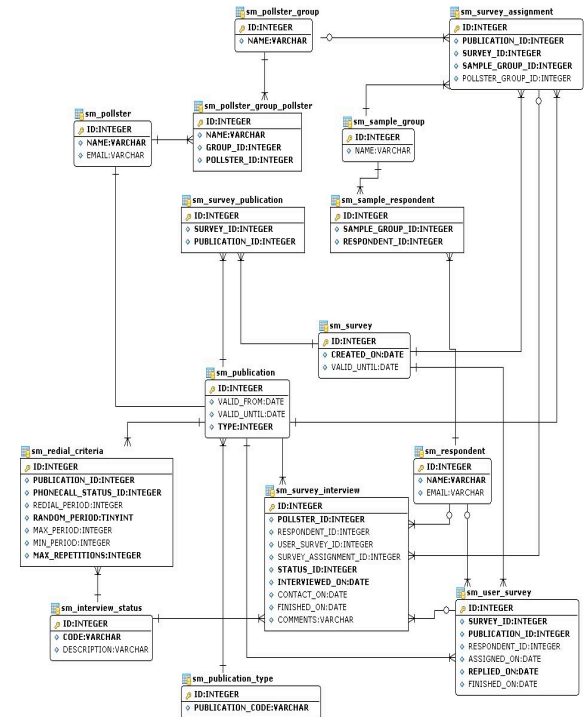 sm_pollster_group
ID:INTEGER
NAME:VARCHAR
sm_survey_assignment
ID:INTEGER
PUBLICATION_ID:INTEGER
SURVEY_ID:INTEGER
SAMPLE_GROUP_ID:INTEGER
POLLSTER_GROUP_ID:INTEGER
sm_pollster
ID:INTEGER
NAME:VARCHAR
EMAIL:VARCHAR
sm_pollster_group_pollster
ID:INTEGER
NAME:VARCHAR
GROUP_ID:INTEGER
POLLSTER_ID:INTEGER
sm_sample_group
ID:INTEGER
NAME:VARCHAR
sm_survey_publication
ID:INTEGER
SURVEY_ID:INTEGER
PUBLICATION_ID:INTEGER
sm_sample_respondent
ID:INTEGER
SAMPLE_GROUP_ID:INTEGER
RESPONDENT_ID:INTEGER
sm_survey
ID:INTEGER
CREATED_ON:DATE
VALID_UNTIL:DATE
sm_publication
ID:INTEGER
VALID_FROM:DATE
VALID_UNTIL:DATE
TYPE:INTEGER
sm_redial_criteria
ID:INTEGER
PUBLICATION_ID:INTEGER
PHONECALL_STATUS_ID:INTEGER
REDIAL_PERIOD:INTEGER
RANDOM_PERIOD:TINYINT
MAX_PERIOD:INTEGER
MIN_PERIOD:INTEGER
MAX_REPETITIONS:INTEGER
sm_respondent
ID:INTEGER
NAME:VARCHAR
EMAIL:VARCHAR
sm_survey_interview
ID:INTEGER
POLLSTER_ID:INTEGER
RESPONDENT_ID:INTEGER
USER_SURVEY_ID:INTEGER
SURVEY_ASSIGNMENT_ID:INTEGER
STATUS_ID:INTEGER
INTERVIEWED_ON:DATE
CONTACT_ON:DATE
FINISHED_ON:DATE
COMMENTS:VARCHAR
sm_interview_status
ID:INTEGER
CODE:VARCHAR
DESCRIPTION:VARCHAR
sm_user_survey
ID:INTEGER
SURVEY_ID:INTEGER
PUBLICATION_ID:INTEGER
RESPONDENT_ID:INTEGER
ASSIGNED_ON:DATE
REPLIED_ON:DATE
FINISHED_ON:DATE
sm_publication_type
ID:INTEGER
PUBLICATION_CODE:VARCHAR